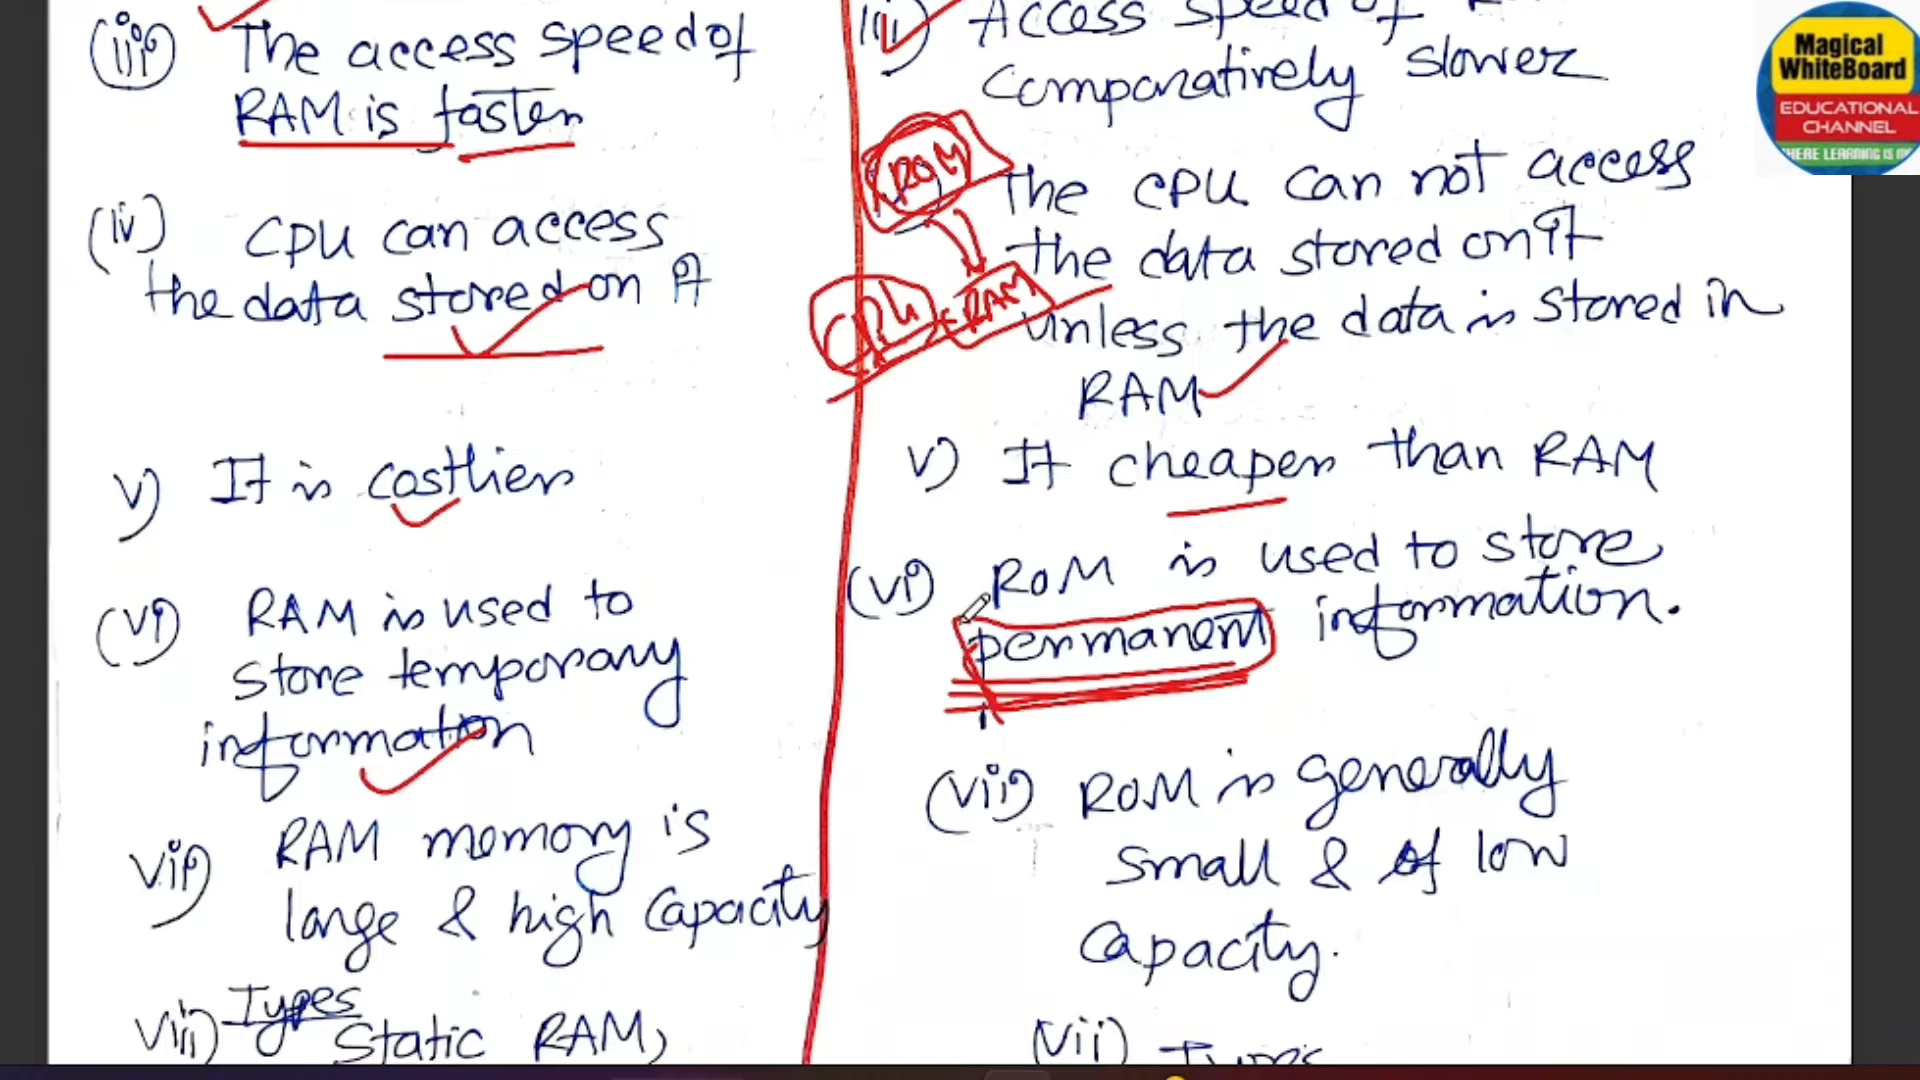 (iii) The access speed of
RAM is faster
(iv) CPU can access
the data stored on it
v) It is costlier
(vi) RAM is used to
store temporary
information
vii) RAM memory is
large & high capacity
viii) Types
Static RAM,
iii) Access speed of
comparatively slower
ROM
The CPU can not access
the data stored on it
CPU RAM
unless the data is stored in
RAM
v) It cheaper than RAM
(vi) ROM is used to store
permanent information.
(vii) ROM is generally
small & of low
capacity.
(vii) Types
Magical
WhiteBoard
EDUCATIONAL
CHANNEL